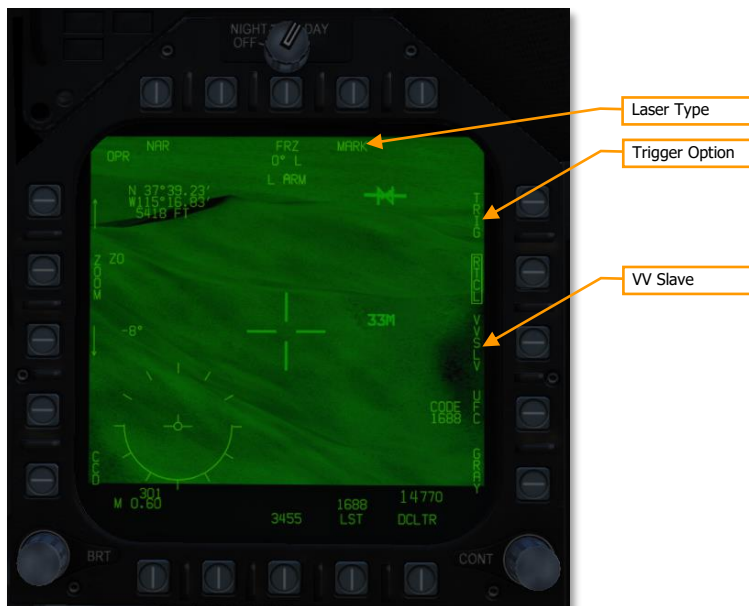 NIGHT DAY
OFF
NAR FRZ MARK
OPR 0° L
L ARM
N 37°39.23'
W115°16.83'
5418 FT
TRIG
ZOOM
ZO
RTCL
-8°
33M
VVSLV
CODE
1688
UFC
CCD
GRAY
301
M 0.60
3455
1688
LST
14770
DCLTR
BRT
CONT
Laser Type
Trigger Option
VV Slave